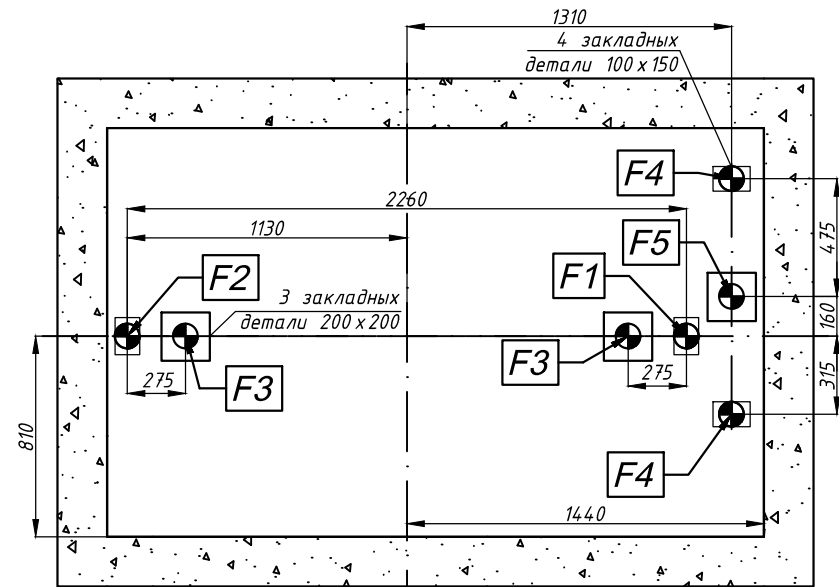 1310
4 закладных
детали 100 x 150
F4
2260
475
1130
F5
F2
F1
3 закладных
детали 200 x 200
160
F3
275
F3
275
315
810
F4
1440